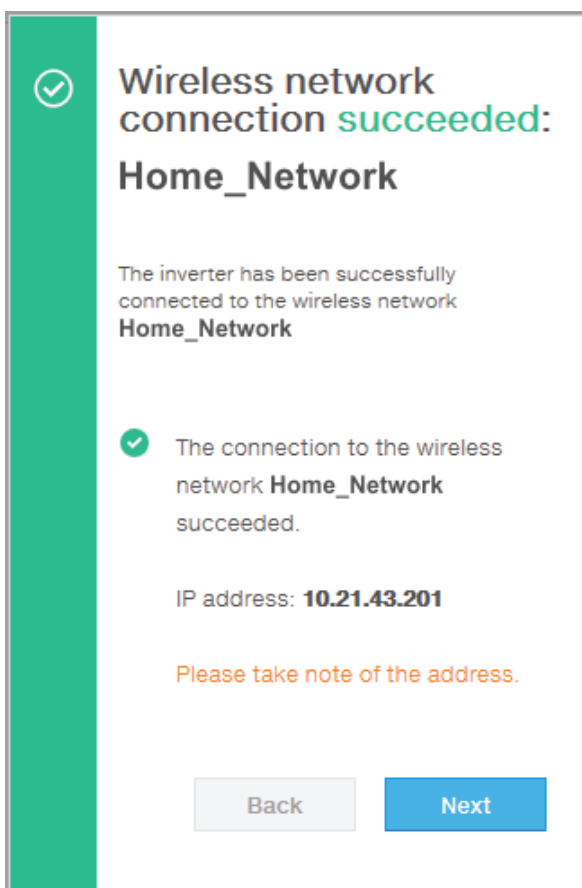 Wireless network
connection succeeded:
Home_Network
The inverter has been successfully
connected to the wireless network
Home_Network
The connection to the wireless
network Home_Network
succeeded.
IP address: 10.21.43.201
Please take note of the address.
Back
Next